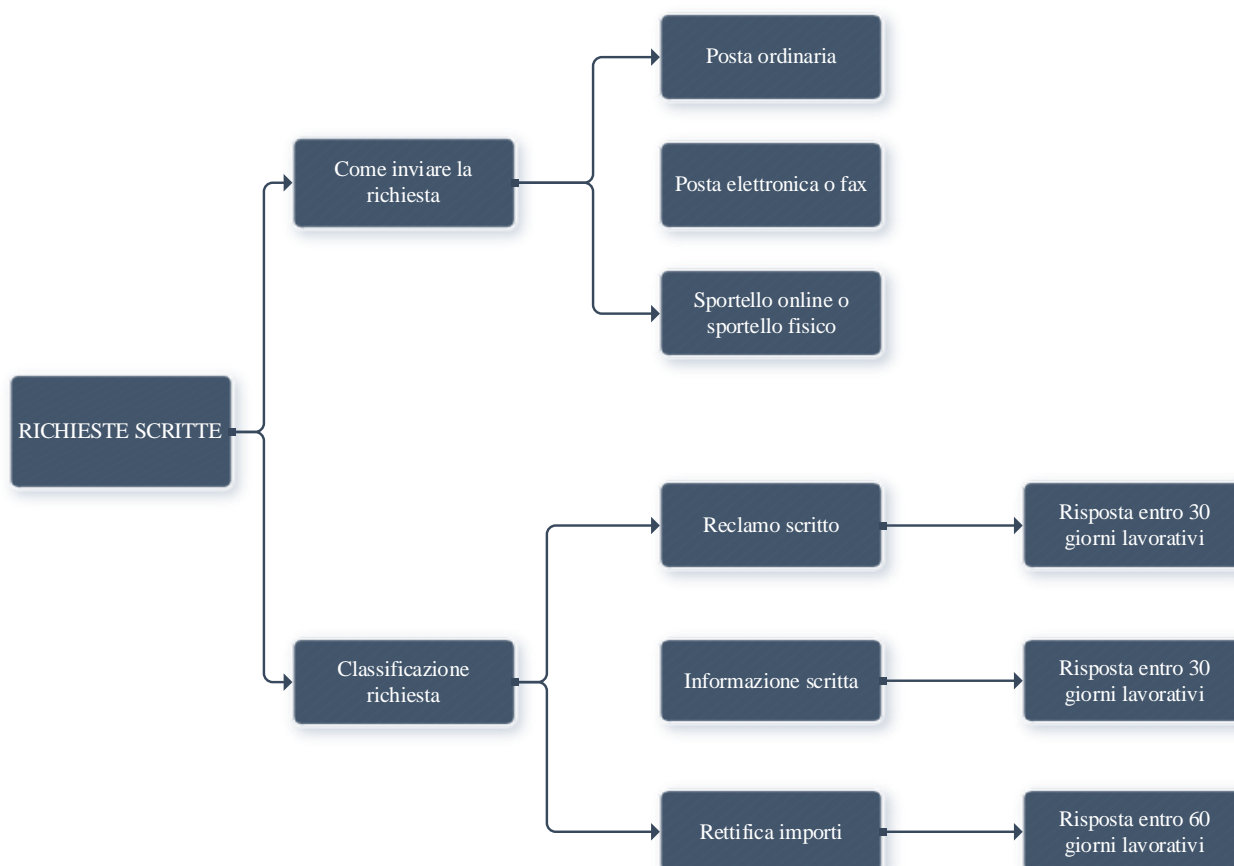 Posta ordinaria
Come inviare la
richiesta
Posta elettronica o fax
Sportello online o
sportello fisico
RICHIESTE SCRITTE
Reclamo scritto
Risposta entro 30
giorni lavorativi
Classificazione
richiesta
Informazione scritta
Risposta entro 30
giorni lavorativi
Rettifica importi
Risposta entro 60
giorni lavorativi